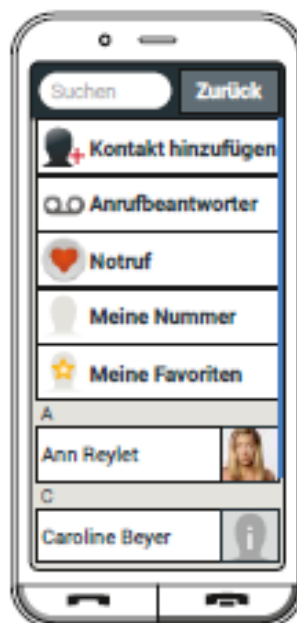 Suchen
Zurück
Kontakt hinzufügen
Anrufbeantworter
Notruf
Meine Nummer
Meine Favoriten
A
Ann Reylet
C
Caroline Beyer